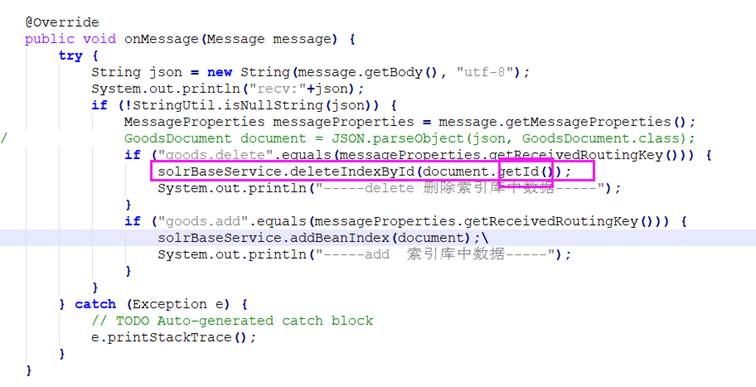 @Override
public void onMessage(Message message) {
try {
String json = new String(message.getBody(), "utf-8");
System.out.println("recv:"+json);
if (!StringUtil.isNullString(json)) {
MessageProperties messageProperties = message.getMessageProperties();
/ GoodsDocument document = JSON.parseObject(json, GoodsDocument.class);
if ("goods.delete".equals(messageProperties.getReceivedRoutingKey())) {
solrBaseService.deleteIndexById(document.getId());
System.out.println("-----delete 删除索引库中数据-----");
}
if ("goods.add".equals(messageProperties.getReceivedRoutingKey())) {
solrBaseService.addBeanIndex(document);\
System.out.println("-----add  索引库中数据-----");
}
}
} catch (Exception e) {
// TODO Auto-generated catch block
e.printStackTrace();
}
}